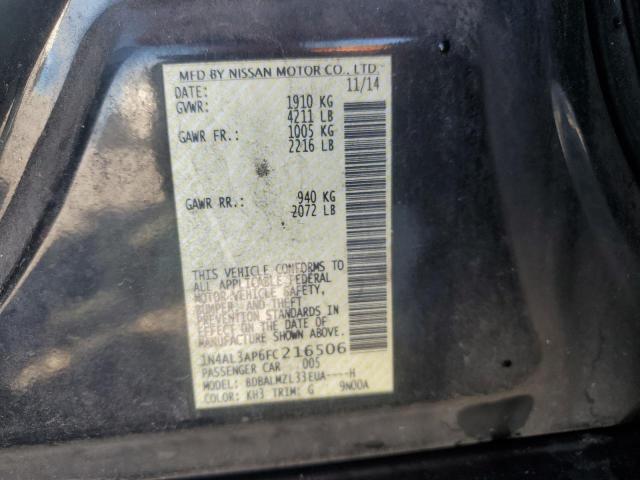 MFD BY NISSAN MOTOR CO., LTD.
DATE: 11/14
GVWR: 1910 KG
4211 LB
GAWR FR.: 1005 KG
2216 LB
GAWR RR.: 940 KG
2072 LB
THIS VEHICLE CONFORMS TO
ALL APPLICABLE FEDERAL
MOTOR VEHICLE SAFETY,
BUMPER, AND THEFT
PREVENTION STANDARDS
IN EFFECT ON THE DATE OF
MANUFACTURE SHOWN ABOVE.
1N4AL3AP6FC216506
PASSENGER CAR 005
MODEL: BDBALMZL33EUA----H
COLOR: KH3 TRIM: G 9N00A